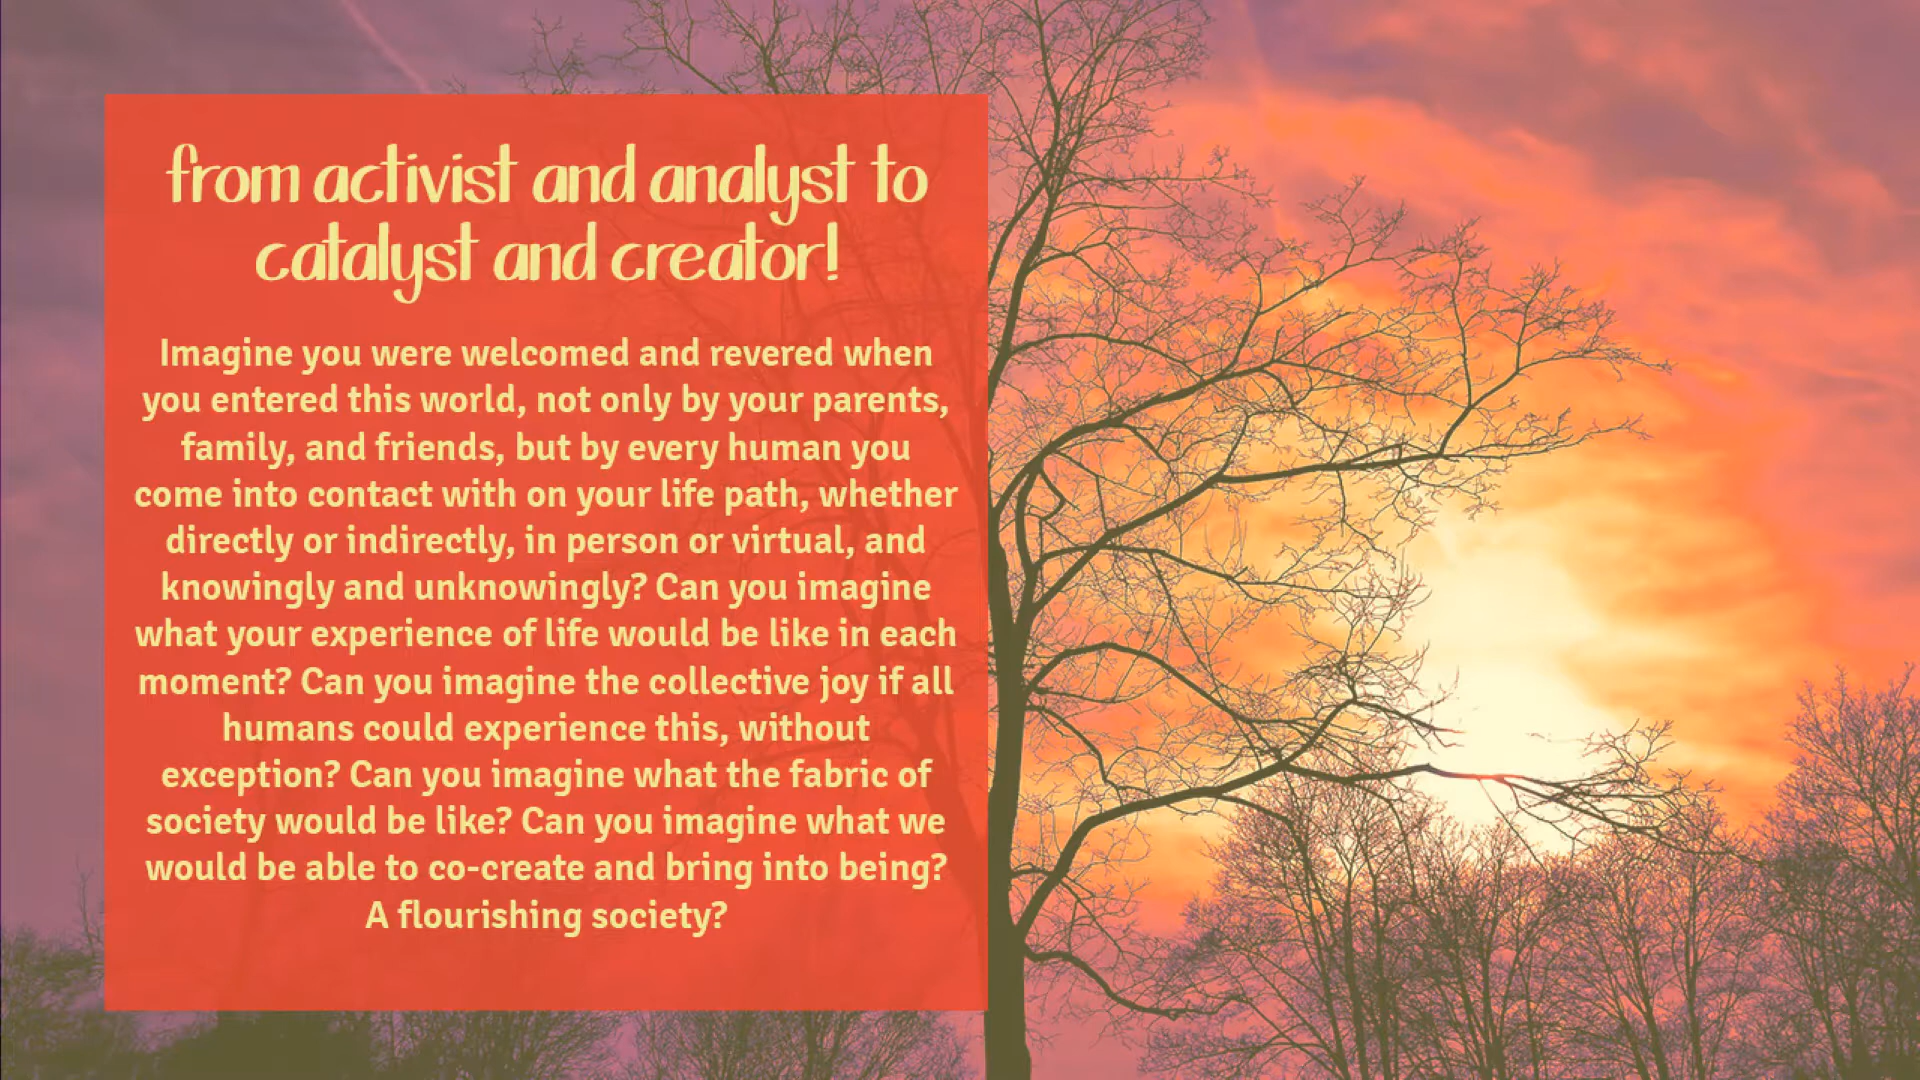 from activist and analyst to
catalyst and creator!
Imagine you were welcomed and revered when
you entered this world, not only by your parents,
family, and friends, but by every human you
come into contact with on your life path, whether
directly or indirectly, in person or virtual, and
knowingly and unknowingly? Can you imagine
what your experience of life would be like in each
moment? Can you imagine the collective joy if all
humans could experience this, without
exception? Can you imagine what the fabric of
society would be like? Can you imagine what we
would be able to co-create and bring into being?
A flourishing society?